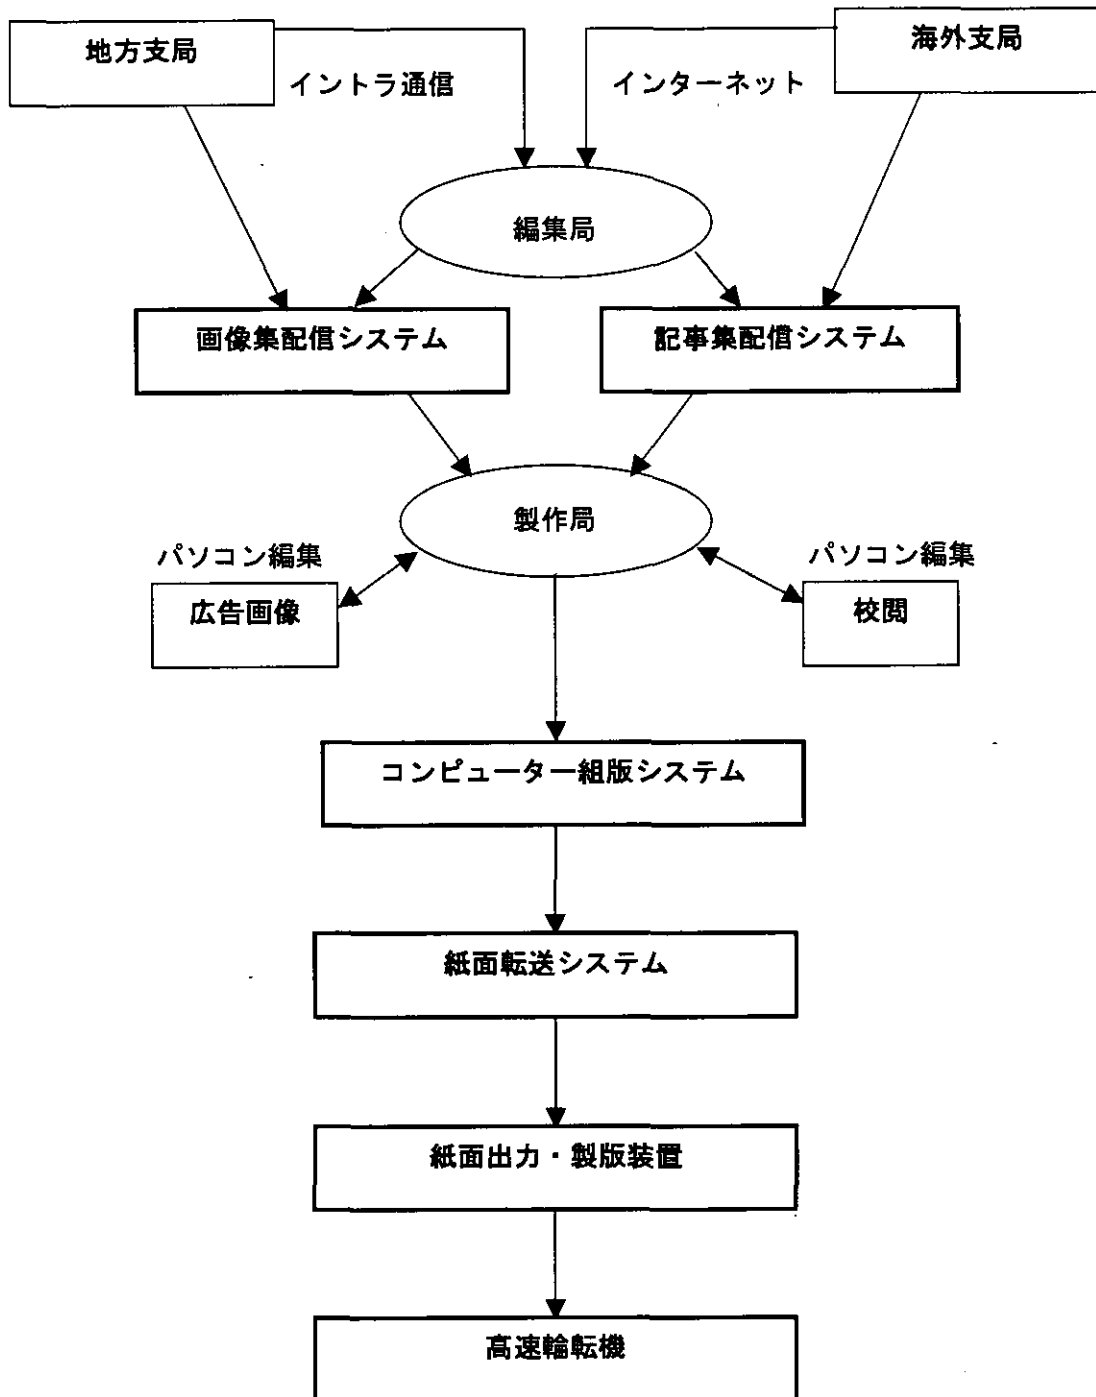 地方支局
海外支局
イントラ通信
インターネット
編集局
画像集配信システム
記事集配信システム
製作局
パソコン編集
パソコン編集
広告画像
校閲
コンピューター組版システム
紙面転送システム
紙面出力・製版装置
高速輪転機